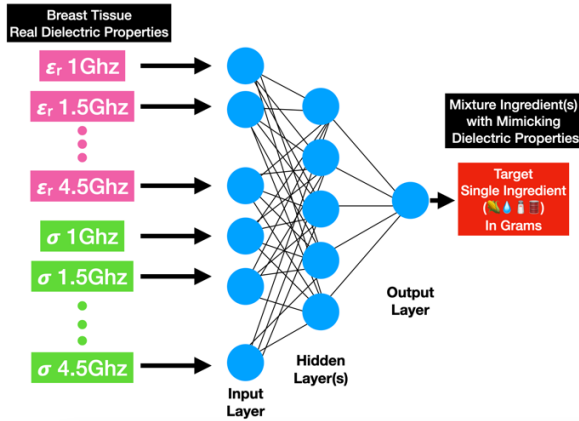 Breast Tissue
Real Dielectric Properties
εr 1Ghz
εr 1.5Ghz
εr 4.5Ghz
σ 1Ghz
σ 1.5Ghz
σ 4.5Ghz
Input
Layer
Hidden
Layer(s)
Output
Layer
Mixture Ingredient(s)
with Mimicking
Dielectric Properties
Target
Single Ingredient
(🌽💧🧴🛢️)
In Grams